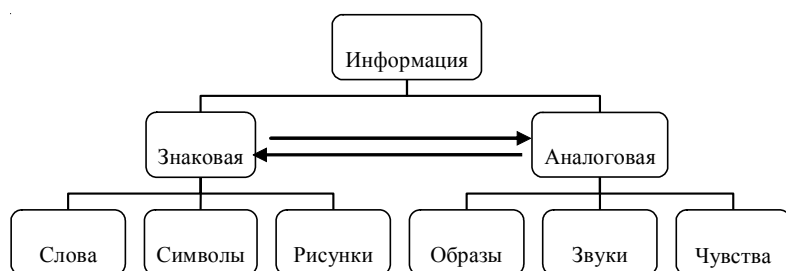 Информация
Знаковая
Аналоговая
Слова
Символы
Рисунки
Образы
Звуки
Чувства